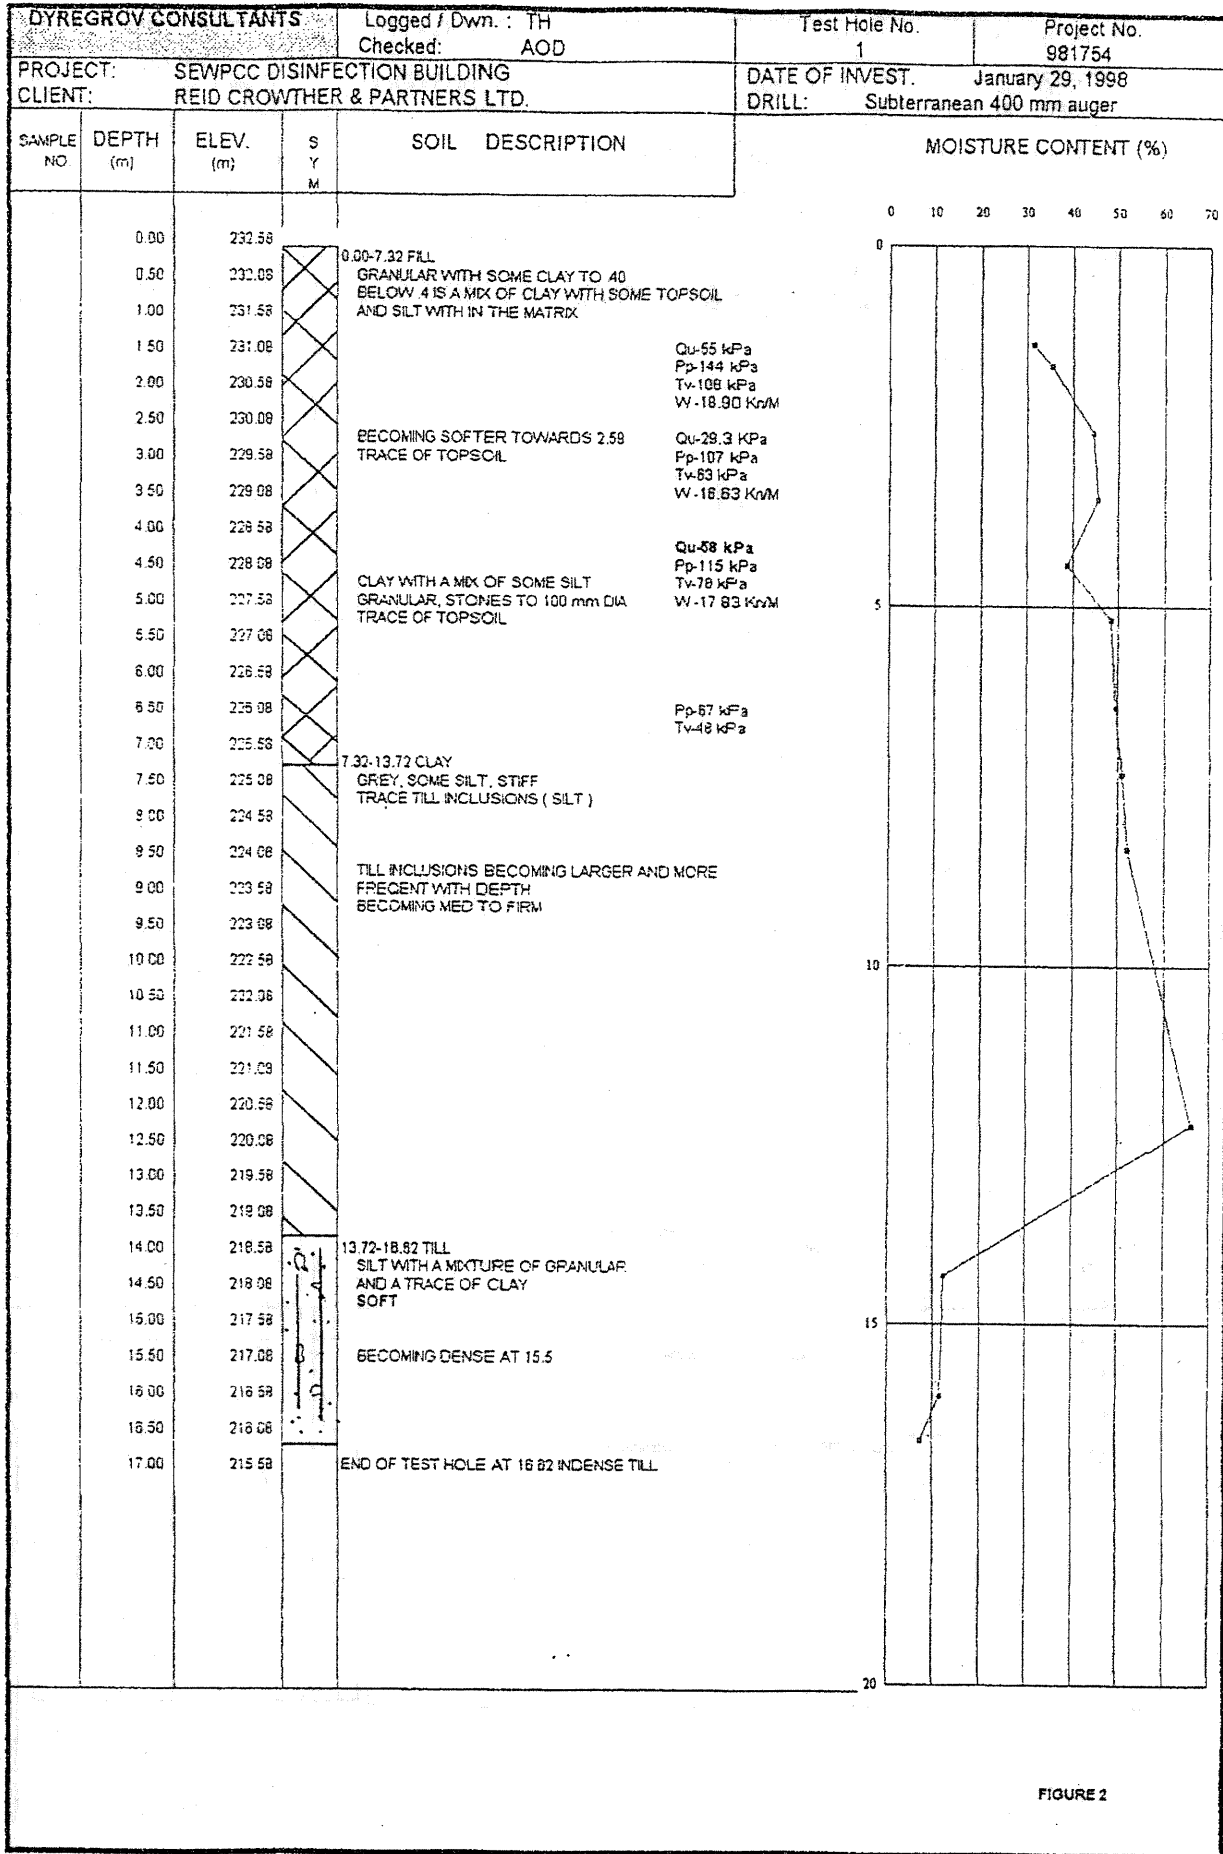 DYREGROV CONSULTANTS
Logged / Dwn. : TH
Checked: AOD
Test Hole No.
1
Project No.
981754
PROJECT: SEWPCC DISINFECTION BUILDING
CLIENT: REID CROWTHER & PARTNERS LTD.
DATE OF INVEST. January 29, 1998
DRILL: Subterranean 400 mm auger
SAMPLE NO.
DEPTH (m)
ELEV. (m)
S Y M
SOIL DESCRIPTION
MOISTURE CONTENT (%)
0 10 20 30 40 50 60 70
0
5
10
15
20
0.00 232.58
0.00-7.32 FILL
0.50 232.08 GRANULAR WITH SOME CLAY TO .40
BELOW .4 IS A MIX OF CLAY WITH SOME TOPSOIL
1.00 231.58 AND SILT WITH IN THE MATRIX
1.50 231.08 Qu-55 kPa
Pp-144 kPa
2.00 230.58 Tv-108 kPa
W-18.90 Kn/M
2.50 230.08
BECOMING SOFTER TOWARDS 2.59 Qu-29.3 KPa
3.00 229.58 TRACE OF TOPSOIL Pp-107 kPa
Tv-63 kPa
3.50 229.08 W-16.63 Kn/M
4.00 228.58
Qu-58 kPa
4.50 228.08 Pp-115 kPa
CLAY WITH A MIX OF SOME SILT Tv-78 kPa
5.00 227.58 GRANULAR, STONES TO 100 mm DIA W-17.83 Kn/M
TRACE OF TOPSOIL
5.50 227.08
6.00 226.58
6.50 226.08 Pp-67 kPa
Tv-48 kPa
7.00 225.58
7.32-13.72 CLAY
7.50 225.08 GREY, SOME SILT, STIFF
TRACE TILL INCLUSIONS ( SILT )
224.58
224.08
TILL INCLUSIONS BECOMING LARGER AND MORE
9.00 223.58 FREQENT WITH DEPTH
BECOMING MED TO FIRM
9.50 223.08
10.00 222.58
10.50 222.08
11.00 221.58
11.50 221.08
12.00 220.58
12.50 220.08
13.00 219.58
13.50 219.08
14.00 218.58 13.72-16.82 TILL
SILT WITH A MIXTURE OF GRANULAR
14.50 218.08 AND A TRACE OF CLAY
SOFT
15.00 217.58
15.50 217.08 BECOMING DENSE AT 15.5
16.00 216.58
16.50 216.08
17.00 215.58 END OF TEST HOLE AT 16.82 INDENSE TILL
FIGURE 2